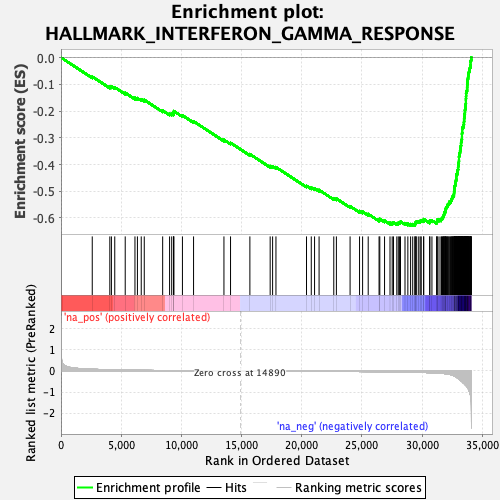 Enrichment plot:
HALLMARK_INTERFERON_GAMMA_RESPONSE
Enrichment score (ES)
0.0
-0.1
-0.2
-0.3
-0.4
-0.5
-0.6
Ranked list metric (PreRanked)
'na_pos' (positively correlated)
2
1
0
-1
-2
Zero cross at 14890
'na_neg' (negatively correlated)
0
5,000
10,000
15,000
20,000
25,000
30,000
35,000
Rank in Ordered Dataset
Enrichment profile
Hits
Ranking metric scores